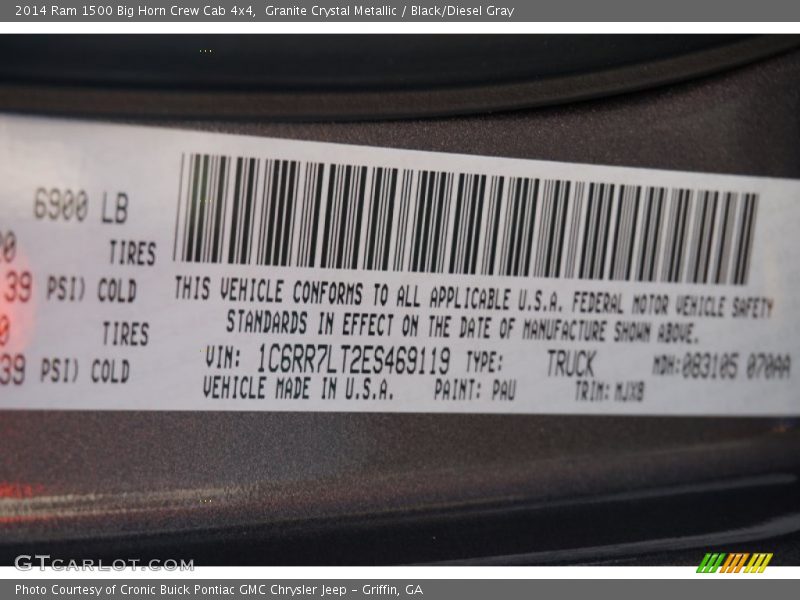 2014 Ram 1500 Big Horn Crew Cab 4x4,  Granite Crystal Metallic / Black/Diesel Gray
6900 LB
TIRES
39 PSI) COLD
TIRES
39 PSI) COLD
THIS VEHICLE CONFORMS TO ALL APPLICABLE U.S.A. FEDERAL MOTOR VEHICLE SAFETY
STANDARDS IN EFFECT ON THE DATE OF MANUFACTURE SHOWN ABOVE.
VIN: 1C6RR7LT2ES469119 TYPE: TRUCK MDH:083105 070AA
VEHICLE MADE IN U.S.A. PAINT: PAU TRIM: MJX8
GTCARLOT.COM
Photo Courtesy of Cronic Buick Pontiac GMC Chrysler Jeep – Griffin, GA